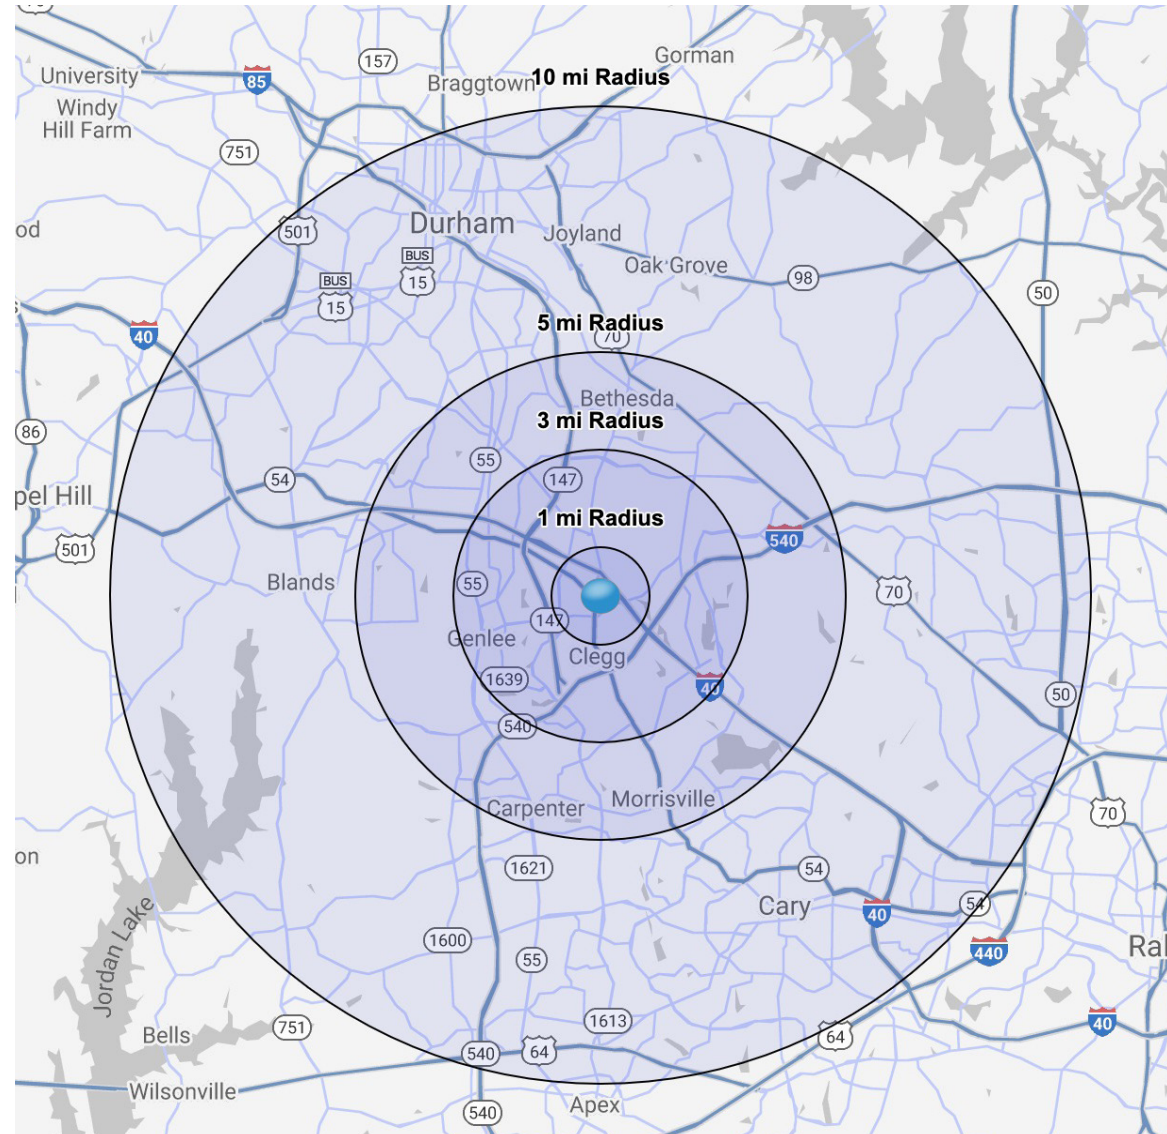 157
Gorman
University
85
Braggtown
10 mi Radius
Windy
Hill Farm
751
Durham
od
501
Joyland
BUS
15
Oak Grove
BUS
15
98
50
5 mi Radius
40
70
Bethesda
3 mi Radius
86
55
54
147
pel Hill
1 mi Radius
540
501
Blands
55
70
147
Genlee
Clegg
1639
40
50
540
Carpenter
Morrisville
70
on
1621
54
Cary
40
54
Jordan Lake
1600
440
Ral
55
1613
40
751
Bells
64
540
64
Wilsonville
Apex
540